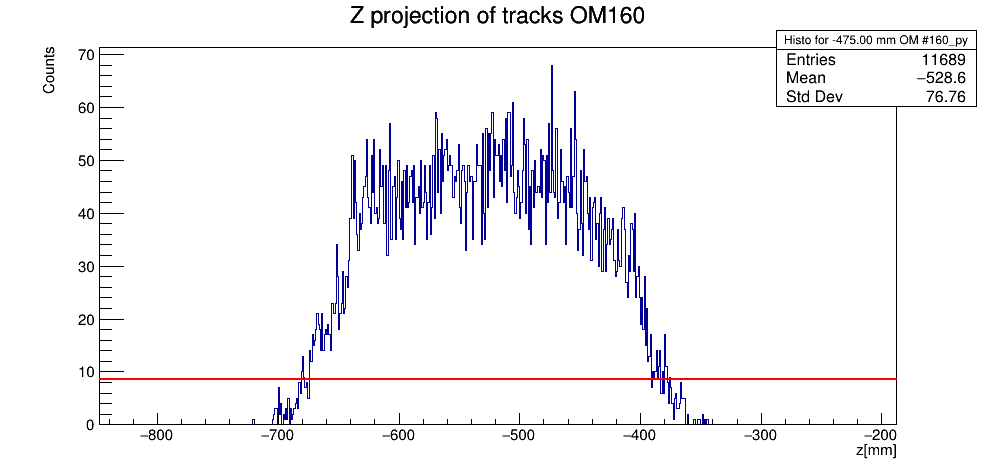 Z projection of tracks OM160
Histo for -475.00 mm OM #160_py
Entries 11689
Mean −528.6
Std Dev 76.76
Counts
70
60
50
40
30
20
10
0
−800 −700 −600 −500 −400 −300 −200
z[mm]